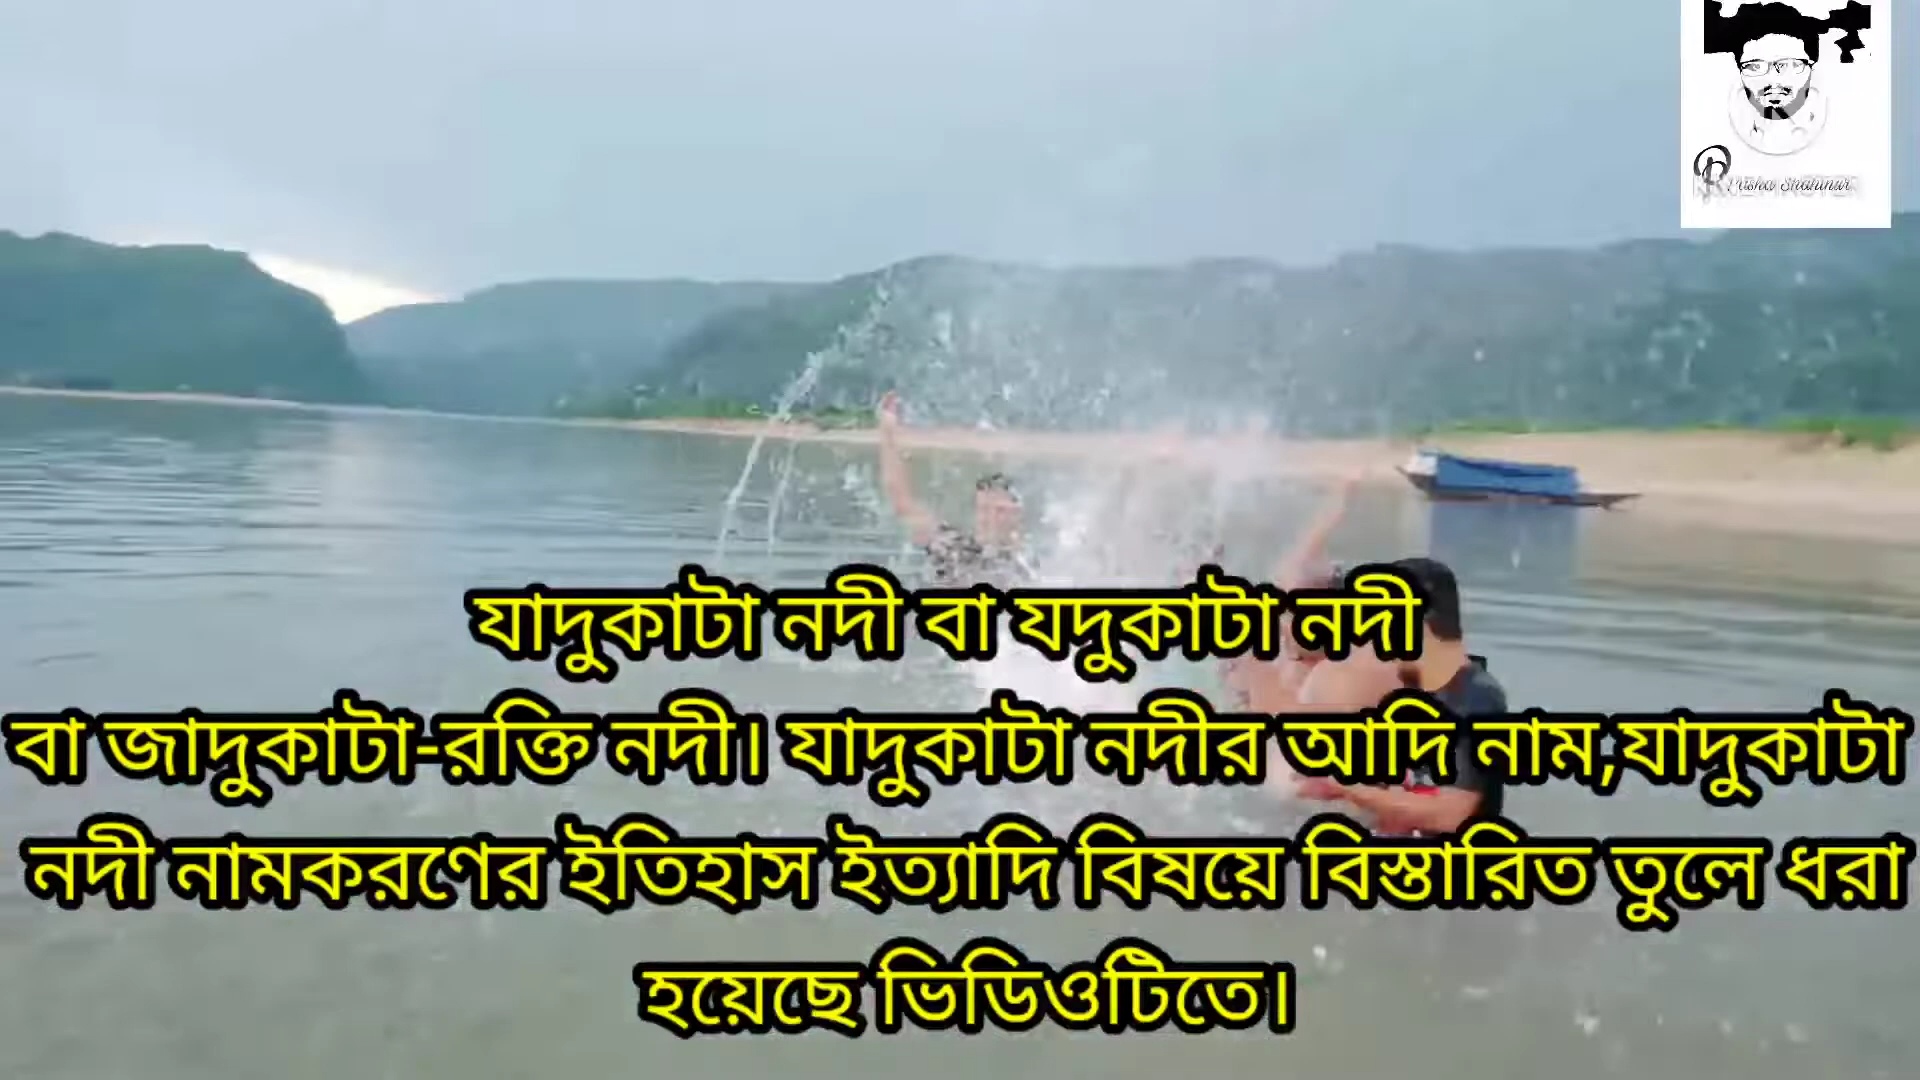 যাদুকাটা নদী বা যদুকাটা নদী
বা জাদুকাটা-রক্তি নদী। যাদুকাটা নদীর আদি নাম,যাদুকাটা
নদী নামকরণের ইতিহাস ইত্যাদি বিষয়ে বিস্তারিত তুলে ধরা
হয়েছে ভিডিওটিতে।